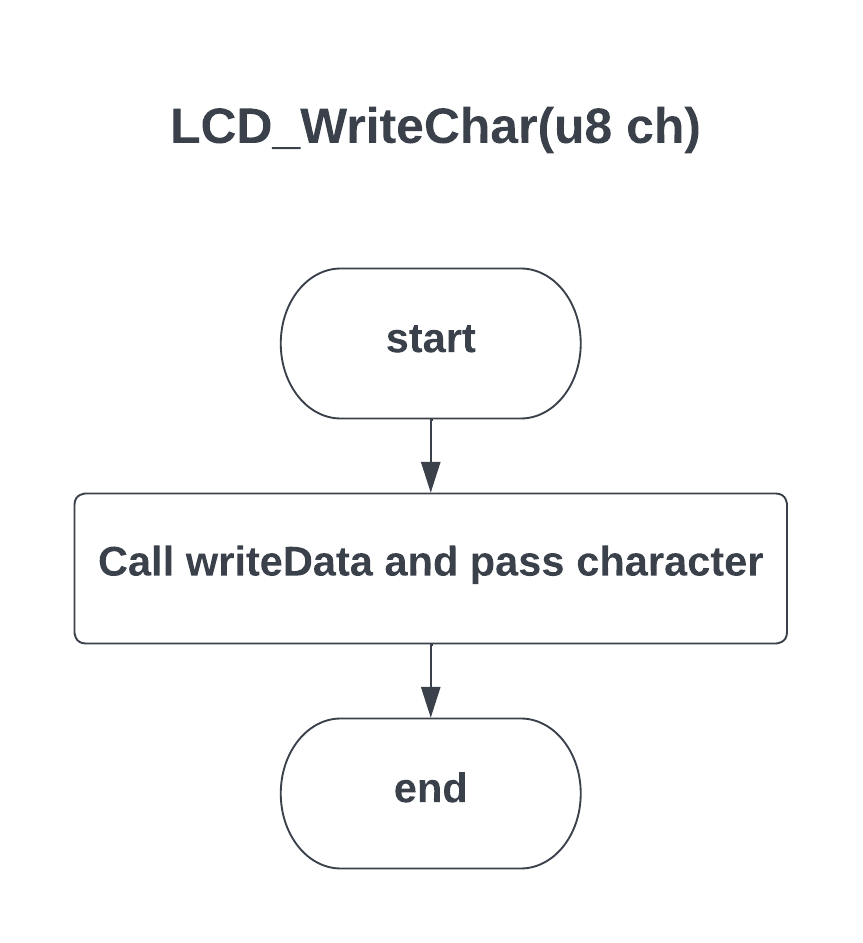 LCD_WriteChar(u8 ch)
start
Call writeData and pass character
end